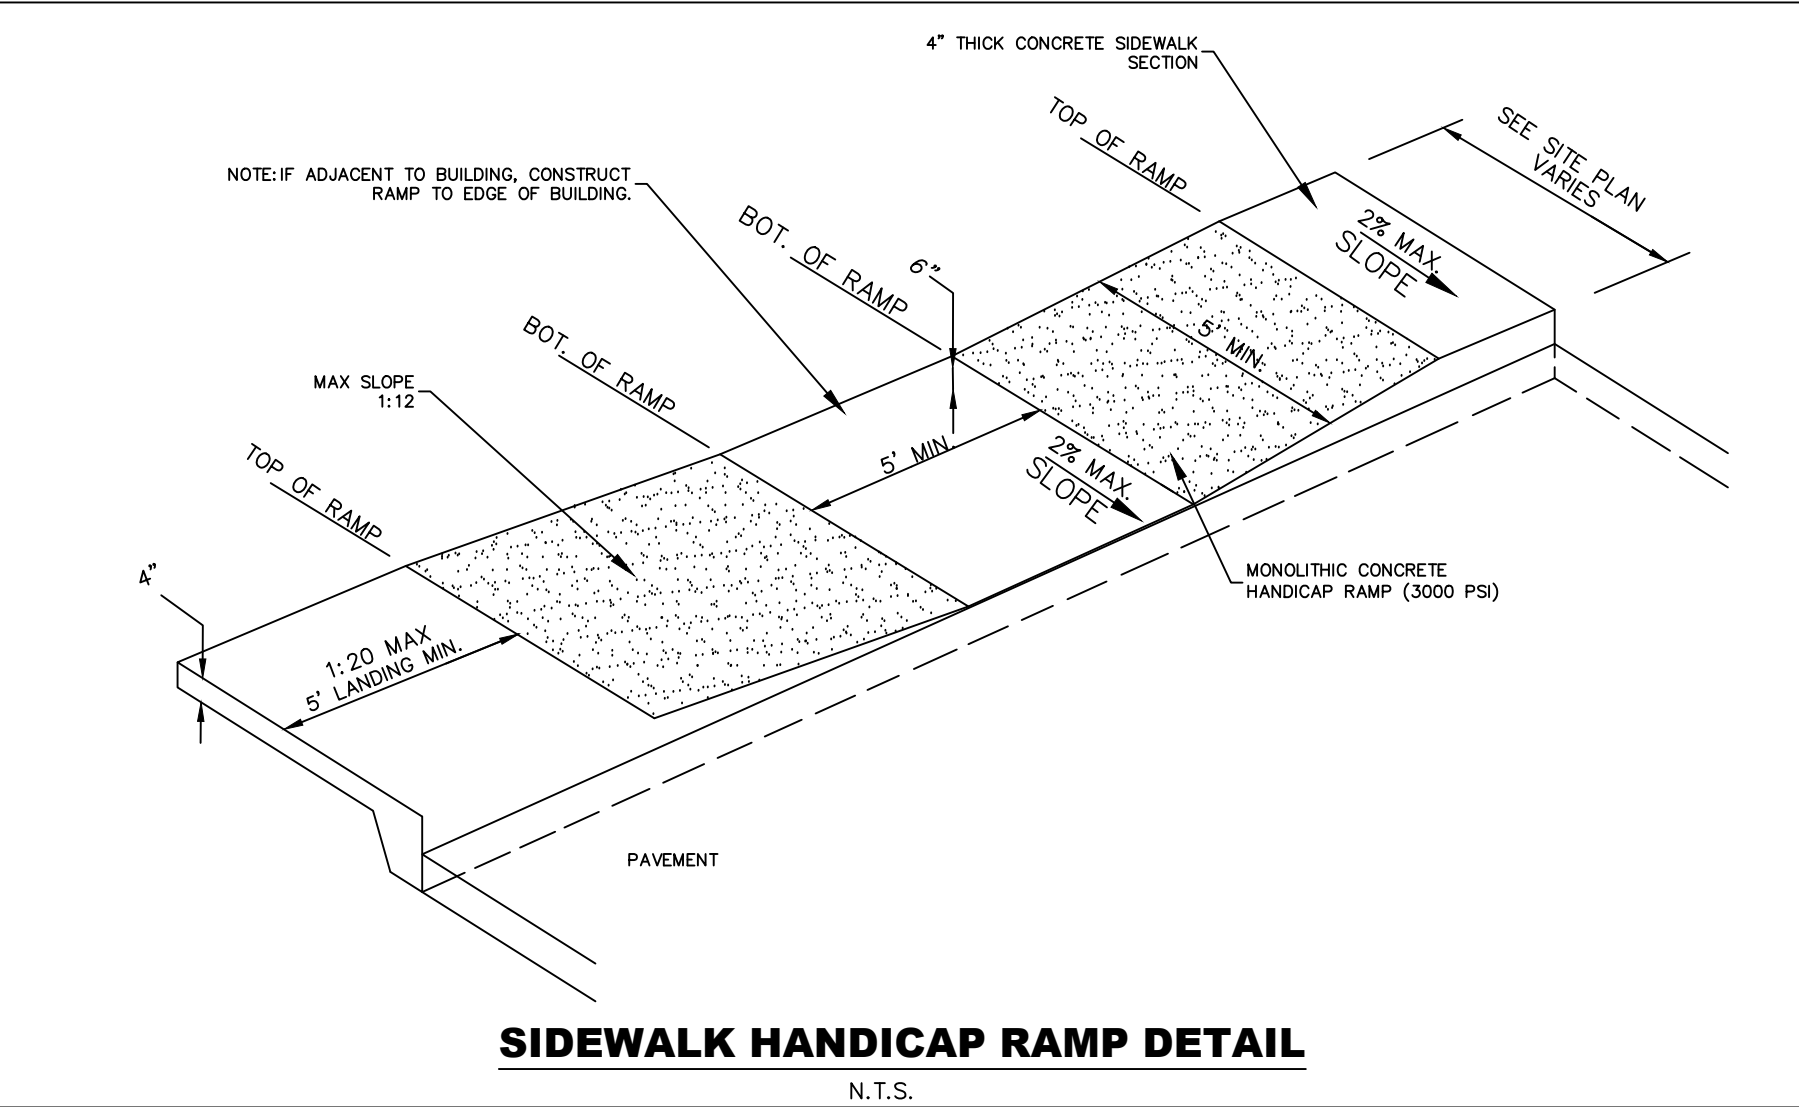 4" THICK CONCRETE SIDEWALK
SECTION
TOP OF RAMP
SEE SITE PLAN
VARIES
NOTE:IF ADJACENT TO BUILDING, CONSTRUCT
RAMP TO EDGE OF BUILDING.
BOT. OF RAMP
6"
2% MAX.
SLOPE
BOT. OF RAMP
5' MIN.
MAX SLOPE
1:12
5' MIN.
2% MAX.
SLOPE
TOP OF RAMP
4"
MONOLITHIC CONCRETE
HANDICAP RAMP (3000 PSI)
1:20 MAX
5' LANDING MIN.
PAVEMENT
SIDEWALK HANDICAP RAMP DETAIL
N.T.S.